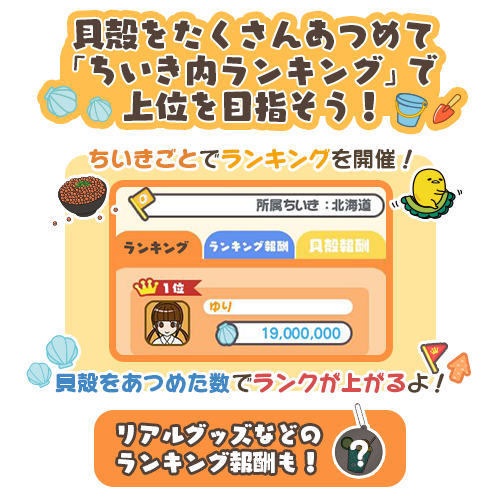 貝殻をたくさんあつめて
「ちいき内ランキング」で
上位を目指そう！
ちいきごとでランキングを開催！
所属ちいき：北海道
ランキング
ランキング報酬
貝殻報酬
1位
ゆり
19,000,000
貝殻をあつめた数でランクが上がるよ！
リアルグッズなどの
ランキング報酬も！
?